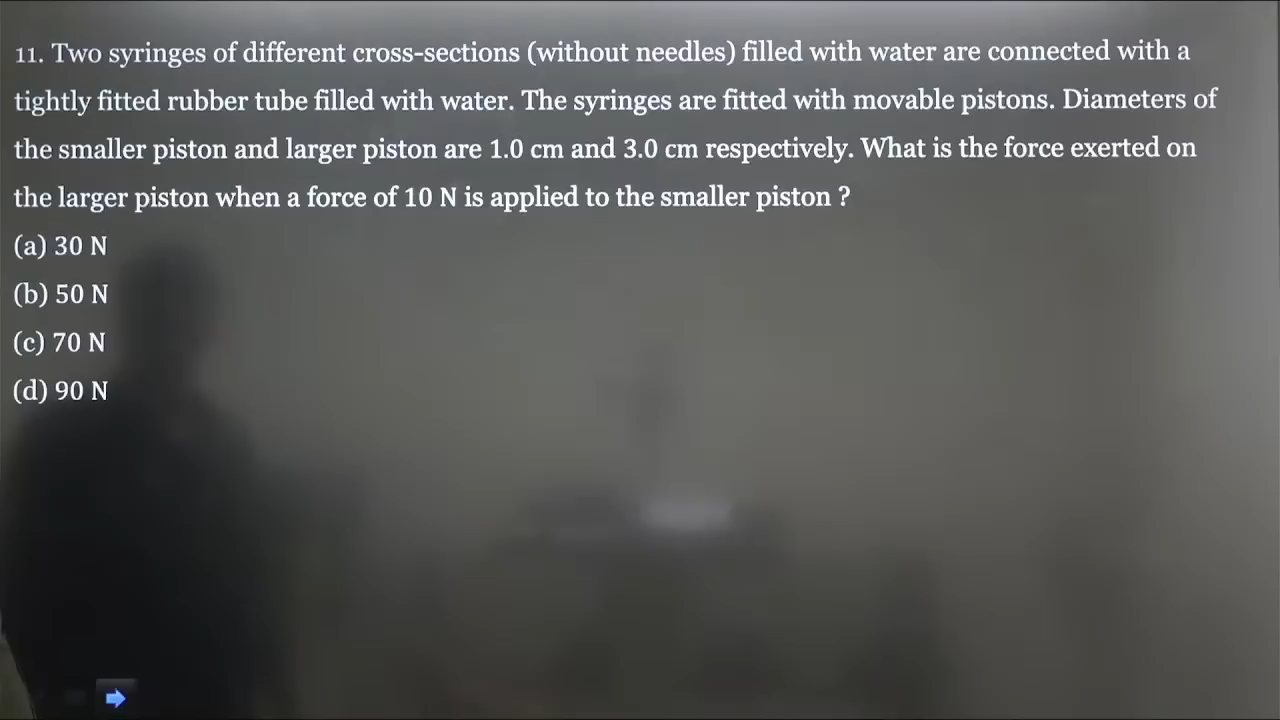 11. Two syringes of different cross-sections (without needles) filled with water are connected with a
tightly fitted rubber tube filled with water. The syringes are fitted with movable pistons. Diameters of
the smaller piston and larger piston are 1.0 cm and 3.0 cm respectively. What is the force exerted on
the larger piston when a force of 10 N is applied to the smaller piston ?
(a) 30 N
(b) 50 N
(c) 70 N
(d) 90 N